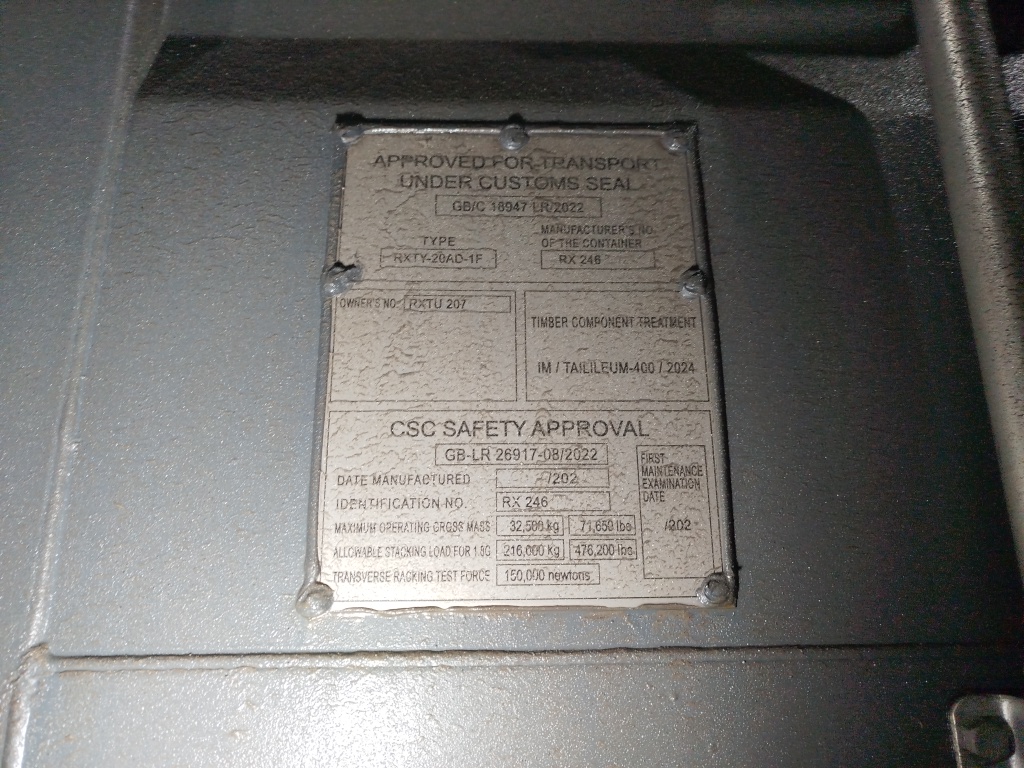 APPROVED FOR TRANSPORT
UNDER CUSTOMS SEAL
GB/C 18947 LR/2022
TYPE
RXTY-20AD-1F
MANUFACTURER'S NO.
OF THE CONTAINER
RX 246
OWNER'S NO. RXTU 207
TIMBER COMPONENT TREATMENT
IM / TAILILEUM-400 / 2024
CSC SAFETY APPROVAL
GB-LR 26917-08/2022
DATE MANUFACTURED /202
IDENTIFICATION NO. RX 246
MAXIMUM OPERATING GROSS MASS 32,500 kg 71,650 lbs
ALLOWABLE STACKING LOAD FOR 1.8G 216,000 kg 476,200 lbs
TRANSVERSE RACKING TEST FORCE 150,000 newtons
FIRST
MAINTENANCE
EXAMINATION
DATE
/202